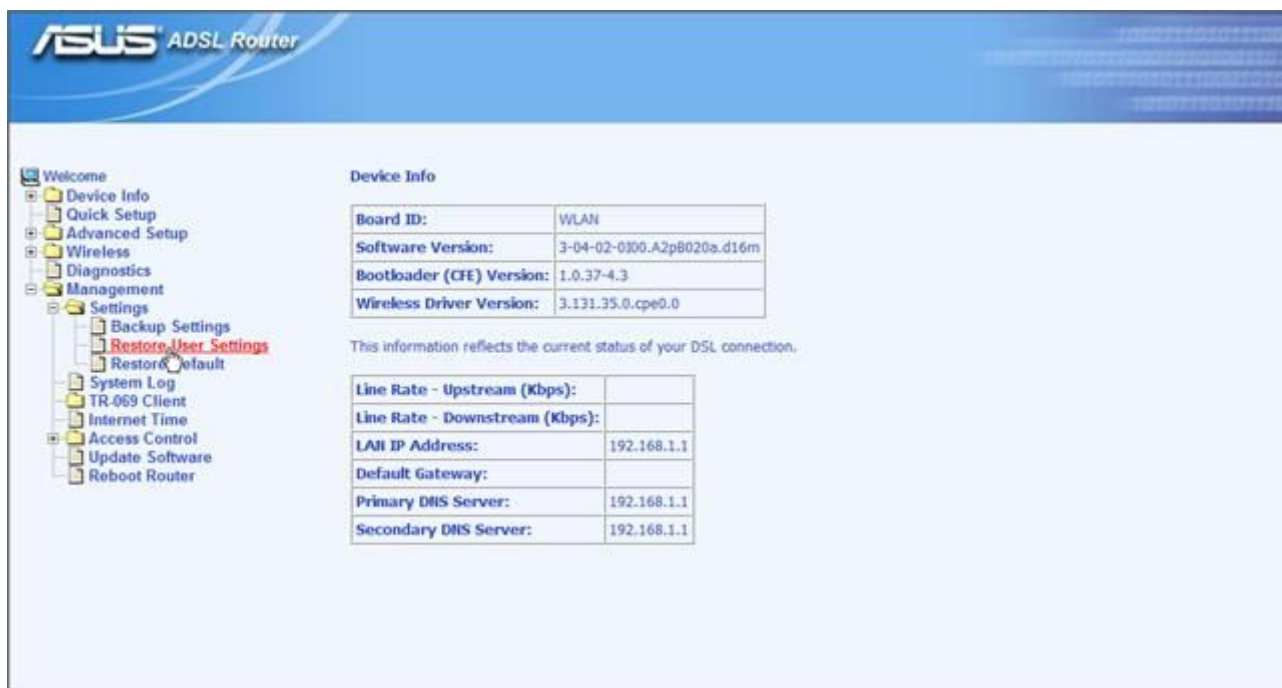 ASUS ADSL Router
Welcome
Device Info
Quick Setup
Advanced Setup
Wireless
Diagnostics
Management
Settings
Backup Settings
Restore User Settings
Restore Default
System Log
TR-069 Client
Internet Time
Access Control
Update Software
Reboot Router
Device Info
Board ID: WLAN
Software Version: 3-04-02-0I00.A2pB020a.d16m
Bootloader (CFE) Version: 1.0.37-4.3
Wireless Driver Version: 3.131.35.0.cpe0.0
This information reflects the current status of your DSL connection.
Line Rate - Upstream (Kbps):
Line Rate - Downstream (Kbps):
LAN IP Address: 192.168.1.1
Default Gateway:
Primary DNS Server: 192.168.1.1
Secondary DNS Server: 192.168.1.1